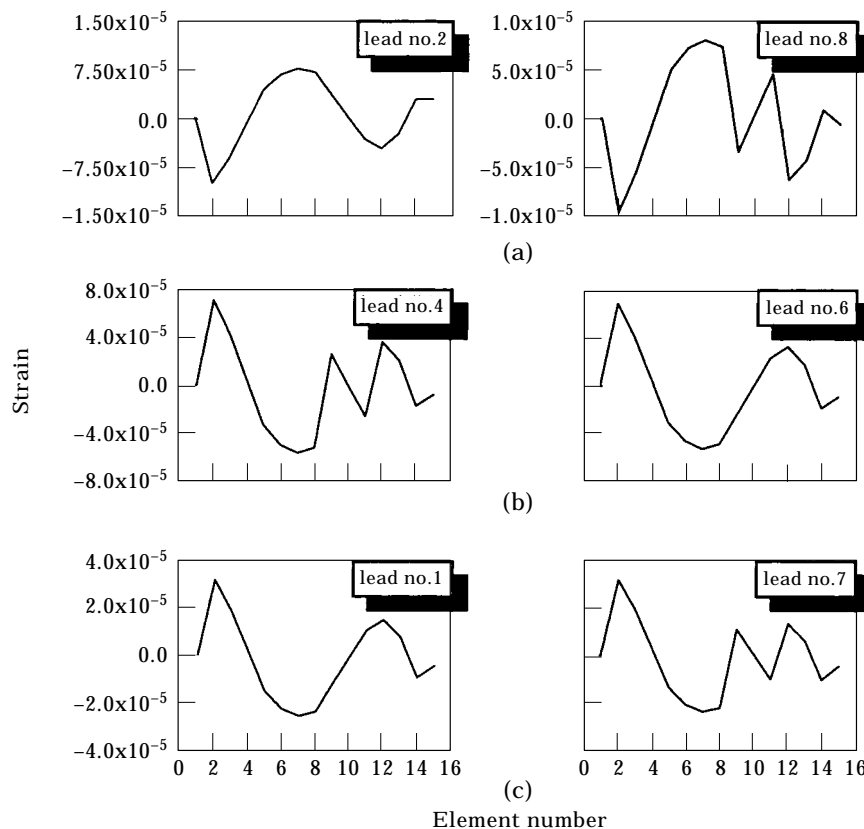 1.50x10⁻⁵
7.50x10⁻⁵
0.0
−7.50x10⁻⁵
−1.50x10⁻⁵
lead no.2
1.0x10⁻⁵
5.0x10⁻⁵
0.0
−5.0x10⁻⁵
−1.0x10⁻⁵
lead no.8
(a)
8.0x10⁻⁵
4.0x10⁻⁵
0.0
−4.0x10⁻⁵
−8.0x10⁻⁵
lead no.4
lead no.6
(b)
Strain
4.0x10⁻⁵
2.0x10⁻⁵
0.0
−2.0x10⁻⁵
−4.0x10⁻⁵
lead no.1
lead no.7
0 2 4 6 8 10 12 14 16
0 2 4 6 8 10 12 14 16
(c)
Element number